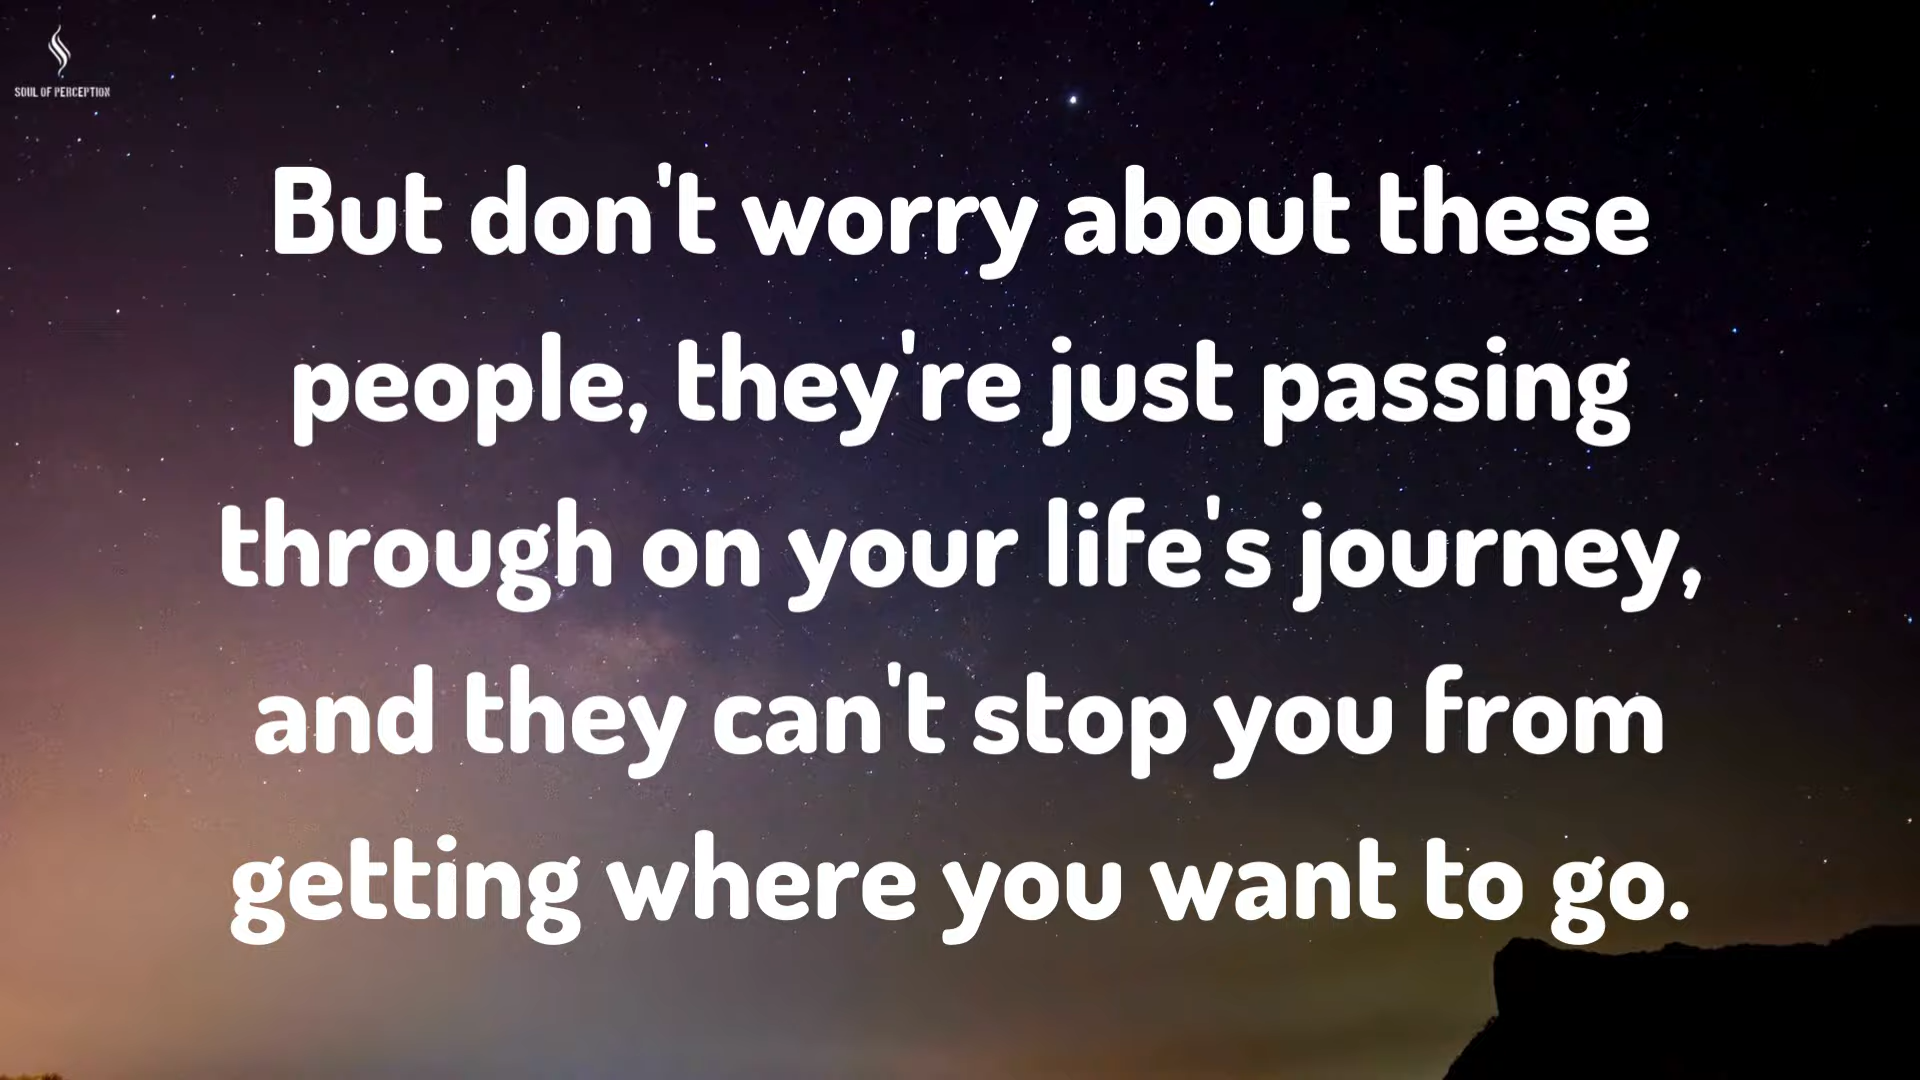 SOUL OF PERCEPTION
But don't worry about these
people, they're just passing
through on your life's journey,
and they can't stop you from
getting where you want to go.